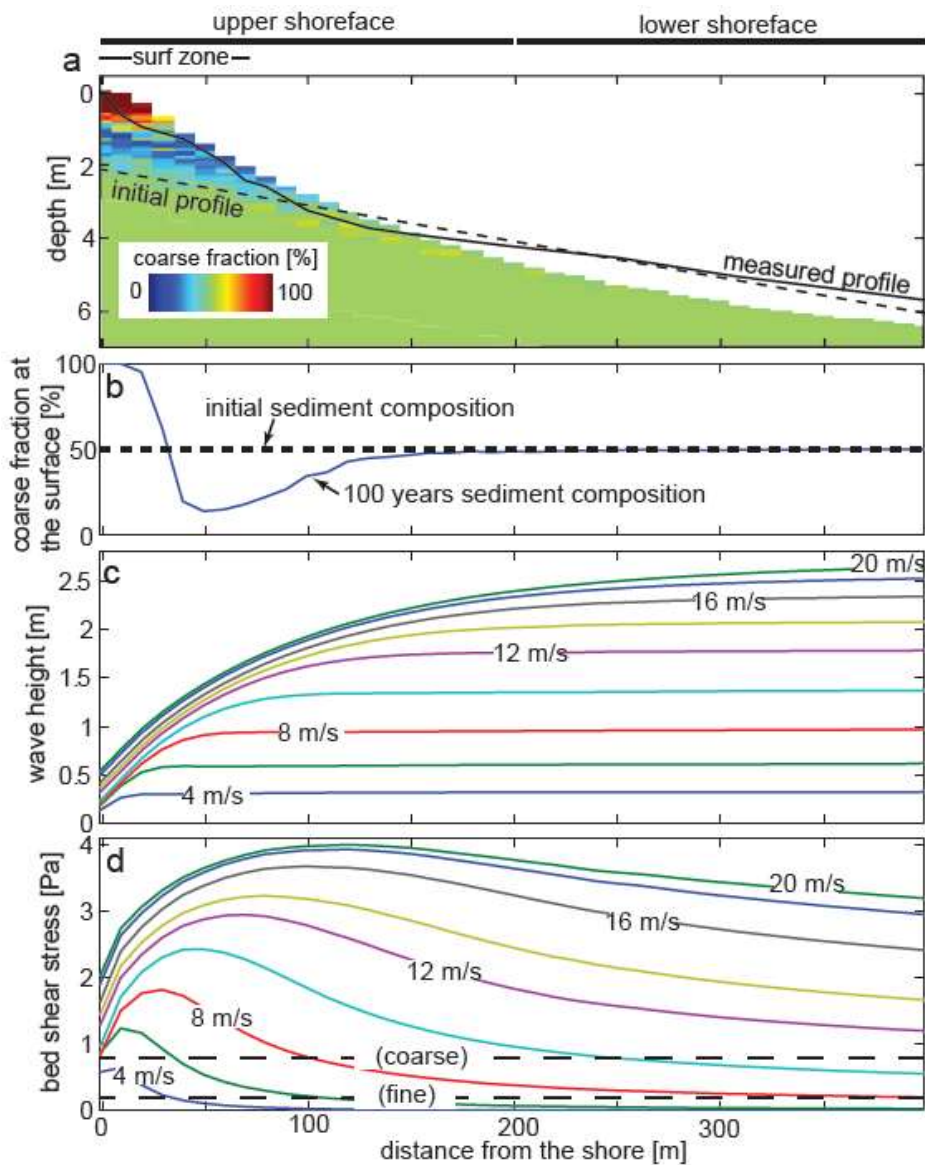 upper shoreface
lower shoreface
surf zone
a
0
2
4
6
depth [m]
initial profile
measured profile
coarse fraction [%]
0
100
b
100
50
0
coarse fraction at
the surface [%]
initial sediment composition
100 years sediment composition
c
2.5
2
1.5
1
0.5
0
wave height [m]
20 m/s
16 m/s
12 m/s
8 m/s
4 m/s
d
4
3
2
1
0
bed shear stress [Pa]
20 m/s
16 m/s
12 m/s
8 m/s
4 m/s
(coarse)
(fine)
0
100
200
300
distance from the shore [m]